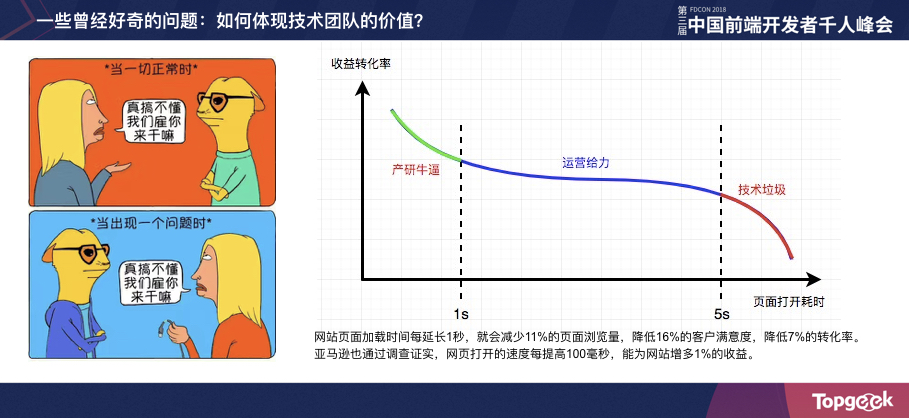 一些曾经好奇的问题：如何体现技术团队的价值？
第三届
FDCON 2018
中国前端开发者千人峰会
*当一切正常时*
真搞不懂
我们雇你
来干嘛
*当出现一个问题时*
真搞不懂
我们雇你
来干嘛
收益转化率
产研牛逼
运营给力
技术垃圾
1s
5s
页面打开耗时
网站页面加载时间每延长1秒，就会减少11%的页面浏览量，降低16%的客户满意度，降低7%的转化率。
亚马逊也通过调查证实，网页打开的速度每提高100毫秒，能为网站增多1%的收益。
Topgeek